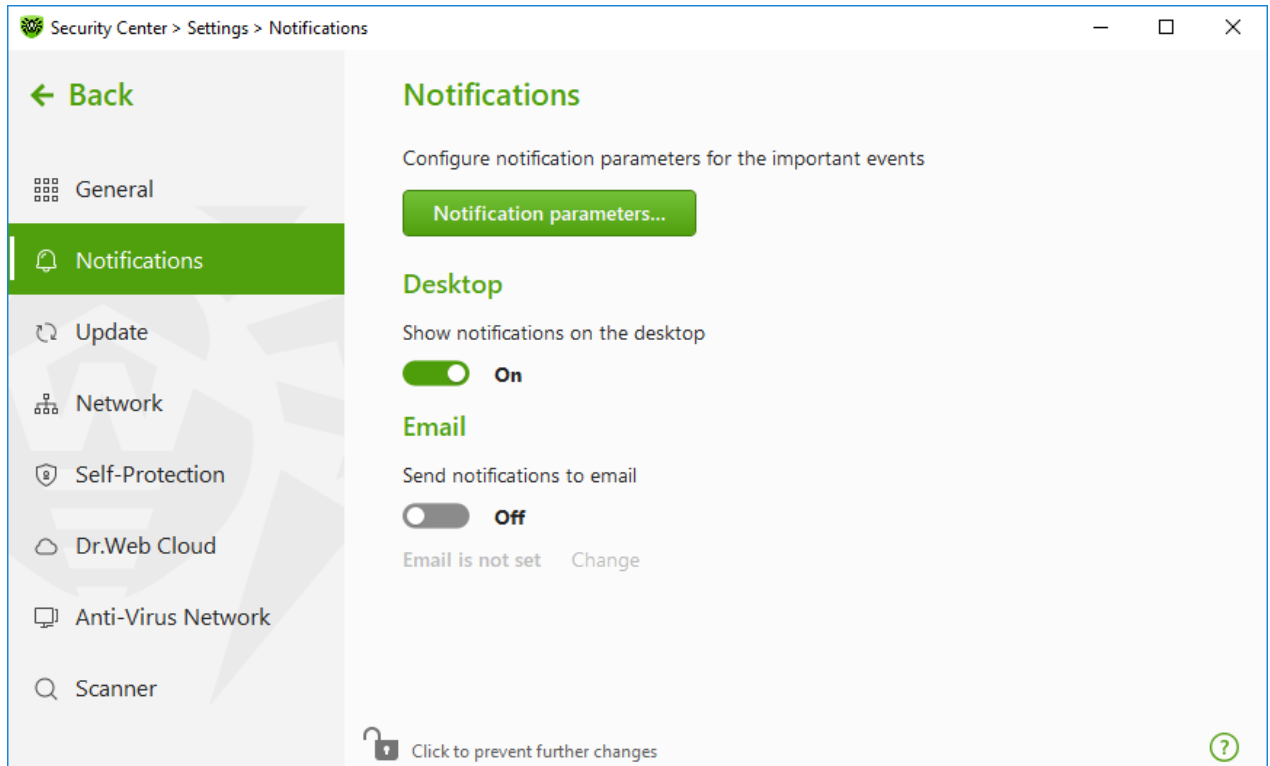 Security Center > Settings > Notifications
Back
General
Notifications
Update
Network
Self-Protection
Dr.Web Cloud
Anti-Virus Network
Scanner
Notifications
Configure notification parameters for the important events
Notification parameters...
Desktop
Show notifications on the desktop
On
Email
Send notifications to email
Off
Email is not set Change
Click to prevent further changes
?